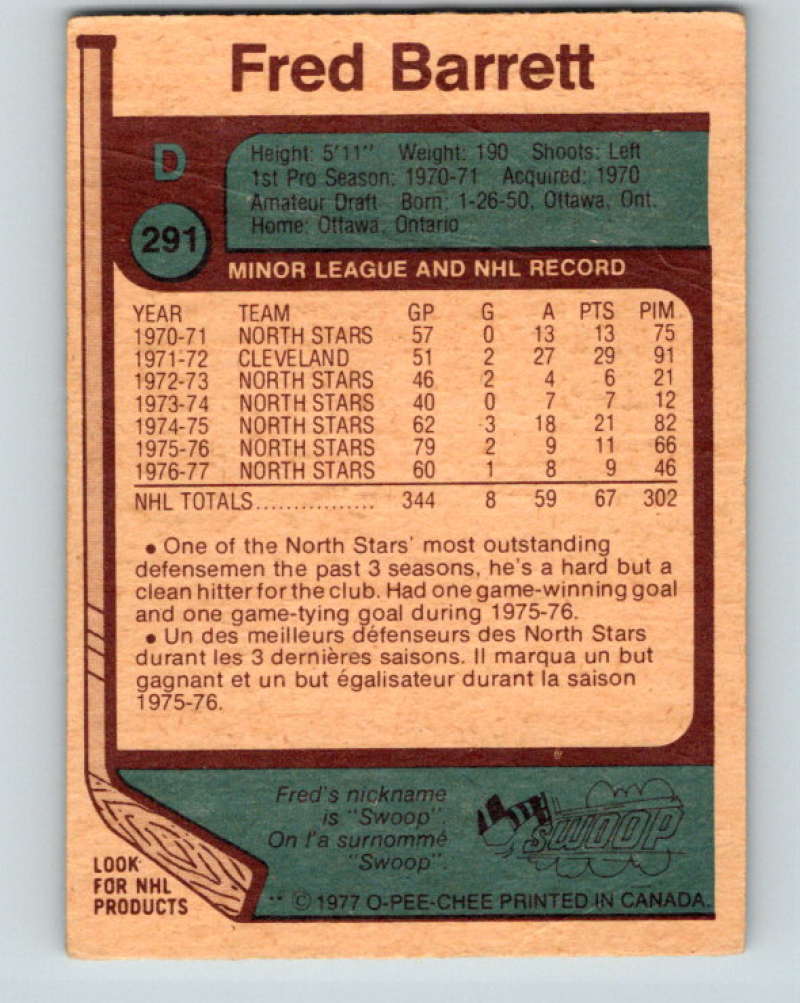 Fred Barrett
D
291
Height: 5'11" Weight: 190 Shoots: Left
1st Pro Season: 1970-71 Acquired: 1970
Amateur Draft Born: 1-26-50, Ottawa, Ont.
Home: Ottawa, Ontario
MINOR LEAGUE AND NHL RECORD
YEAR TEAM GP G A PTS PIM
1970-71 NORTH STARS 57 0 13 13 75
1971-72 CLEVELAND 51 2 27 29 91
1972-73 NORTH STARS 46 2 4 6 21
1973-74 NORTH STARS 40 0 7 7 12
1974-75 NORTH STARS 62 3 18 21 82
1975-76 NORTH STARS 79 2 9 11 66
1976-77 NORTH STARS 60 1 8 9 46
NHL TOTALS................ 344 8 59 67 302
• One of the North Stars' most outstanding
defensemen the past 3 seasons, he's a hard but a
clean hitter for the club. Had one game-winning goal
and one game-tying goal during 1975-76.
• Un des meilleurs défenseurs des North Stars
durant les 3 dernières saisons. Il marqua un but
gagnant et un but égalisateur durant la saison
1975-76.
Fred's nickname
is "Swoop"
On l'a surnommé
"Swoop".
SWOOP
LOOK
FOR NHL
PRODUCTS
** © 1977 O-PEE-CHEE PRINTED IN CANADA.